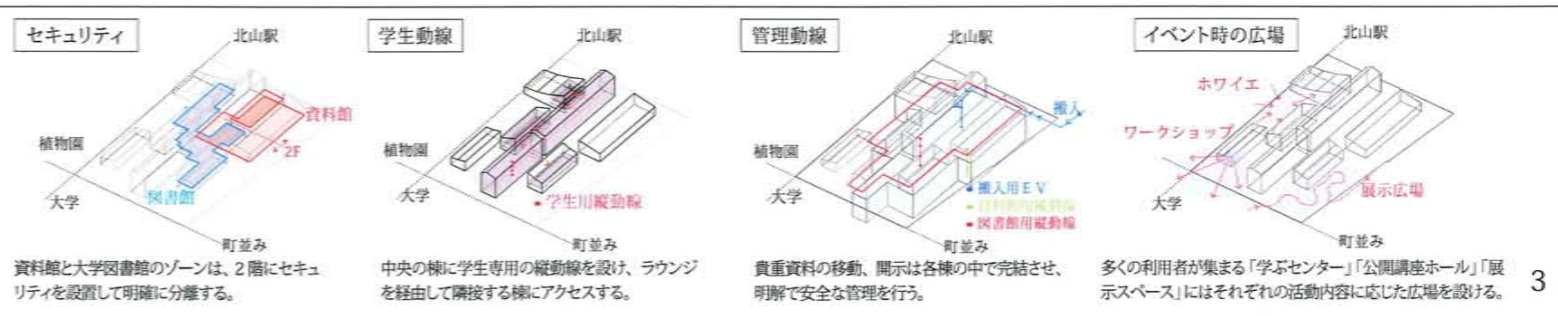 セキュリティ
北山駅
資料館
2F
植物園
大学
図書館
町並み
資料館と大学図書館のゾーンは、2階にセキュ
リティを設置して明確に分離する。
学生動線
北山駅
植物園
大学
学生用縦動線
町並み
中央の棟に学生専用の縦動線を設け、ラウンジ
を経由して隣接する棟にアクセスする。
管理動線
北山駅
搬入
植物園
大学
搬入用EV
図書館用縦動線
町並み
貴重資料の移動、開示は各棟の中で完結させ、
明解で安全な管理を行う。
イベント時の広場
北山駅
ホワイエ
ワークショップ
大学
展示広場
町並み
多くの利用者が集まる「学ぶセンター」「公開講座ホール」「展
示スペース」にはそれぞれの活動内容に応じた広場を設ける。
3